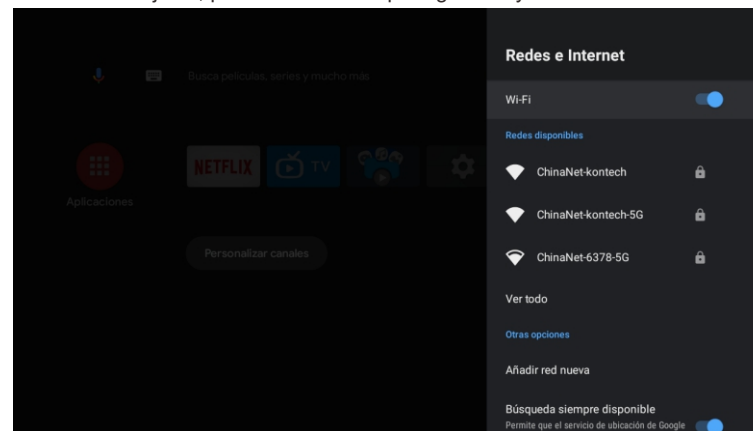 Busca películas, series y mucho más
NETFLIX
TV
Aplicaciones
Personalizar canales
Redes e Internet
Wi-Fi
Redes disponibles
ChinaNet-kontech
ChinaNet-kontech-5G
ChinaNet-6378-5G
Ver todo
Otras opciones
Añadir red nueva
Búsqueda siempre disponible
Permite que el servicio de ubicación de Google